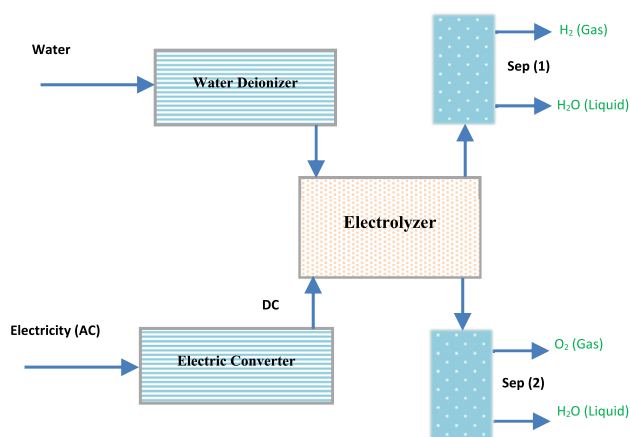 Water
Water Deionizer
H₂ (Gas)
Sep (1)
H₂O (Liquid)
Electrolyzer
DC
Electricity (AC)
Electric Converter
O₂ (Gas)
Sep (2)
H₂O (Liquid)